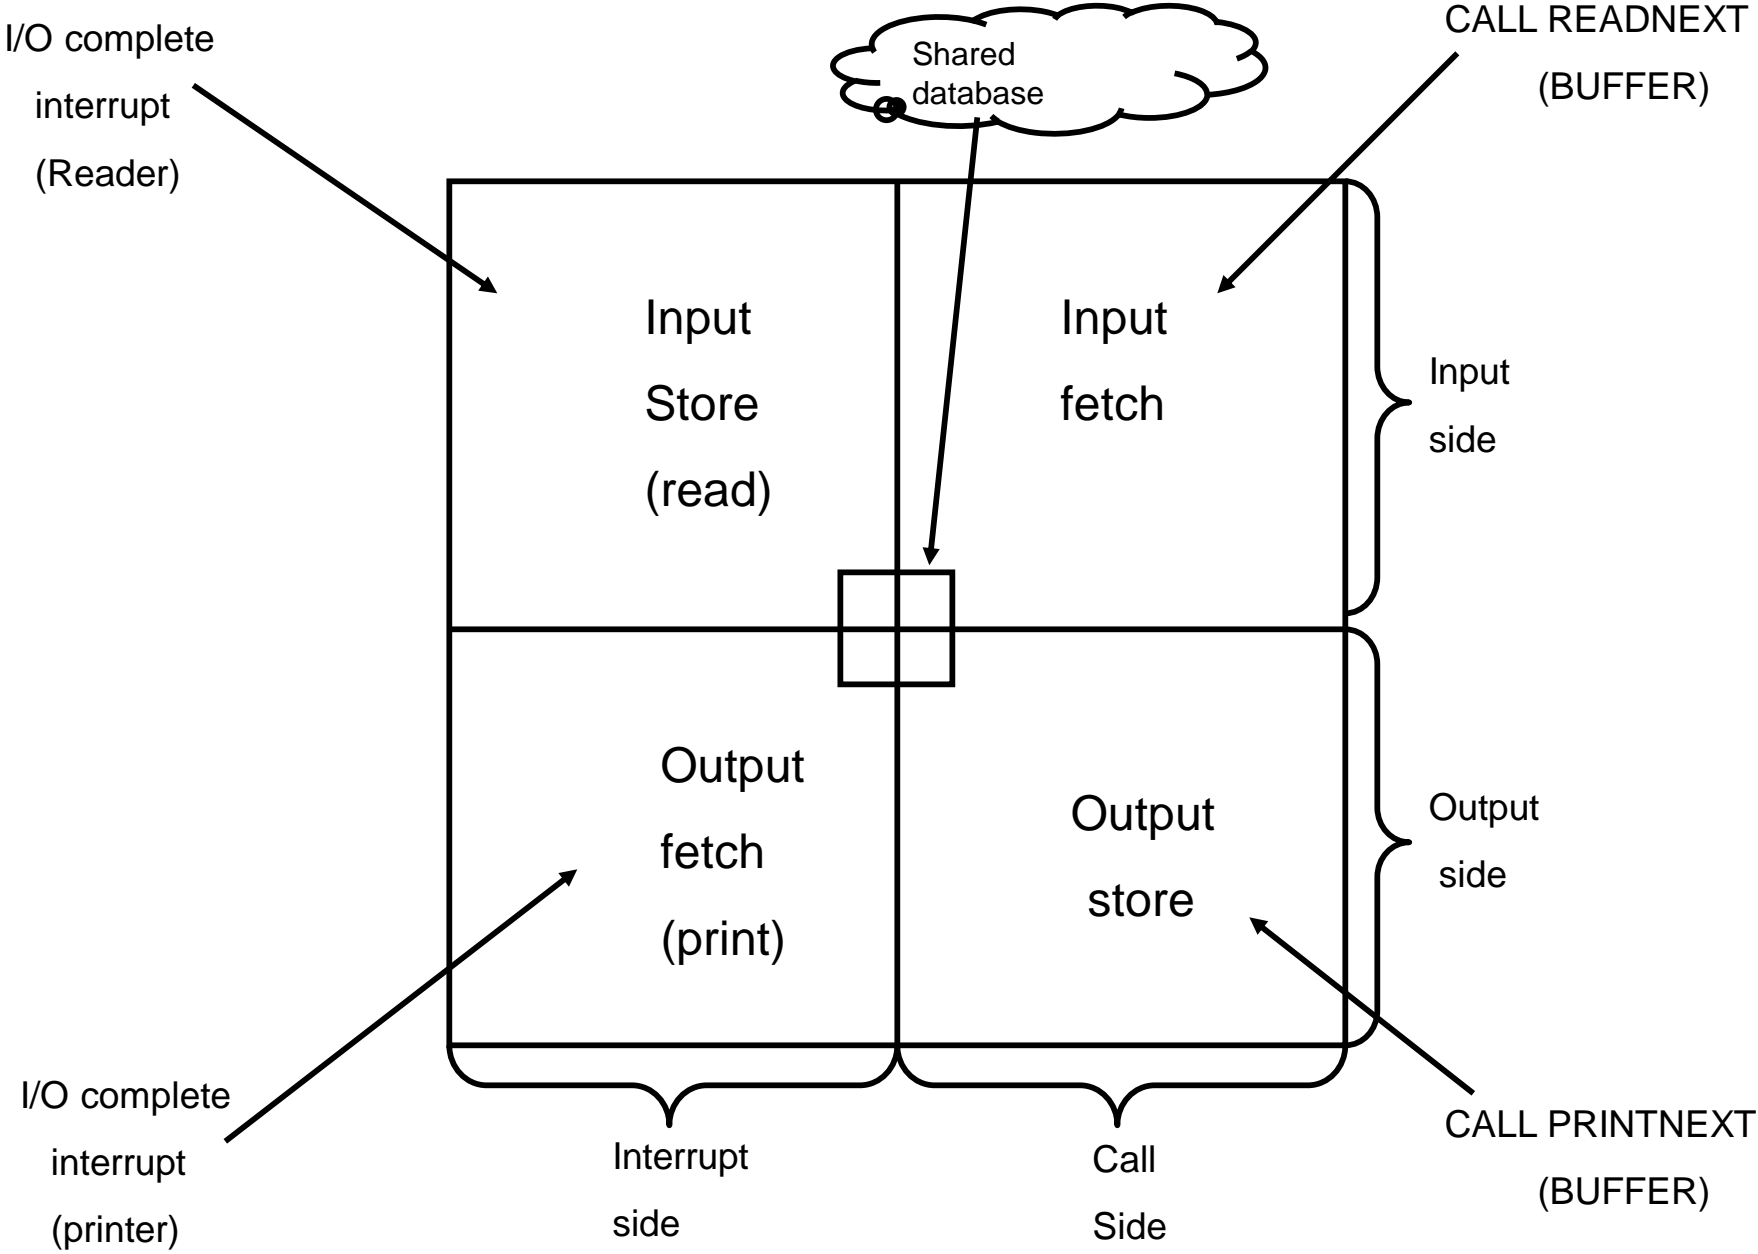 I/O complete
interrupt
(Reader)
Shared
database
CALL READNEXT
(BUFFER)
Input
Store
(read)
Input
fetch
Input
side
Output
fetch
(print)
Output
store
Output
side
I/O complete
interrupt
(printer)
Interrupt
side
Call
Side
CALL PRINTNEXT
(BUFFER)